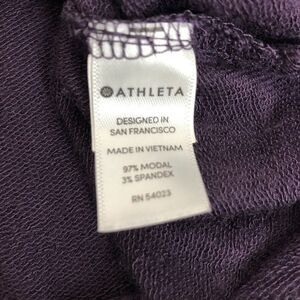 ATHLETA
DESIGNED IN
SAN FRANCISCO
MADE IN VIETNAM
97% MODAL
3% SPANDEX
RN 54023